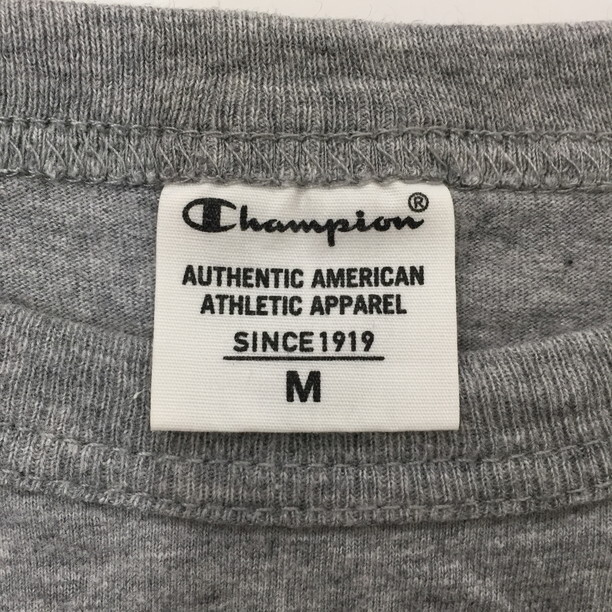 Champion®
AUTHENTIC AMERICAN
ATHLETIC APPAREL
SINCE 1919
M